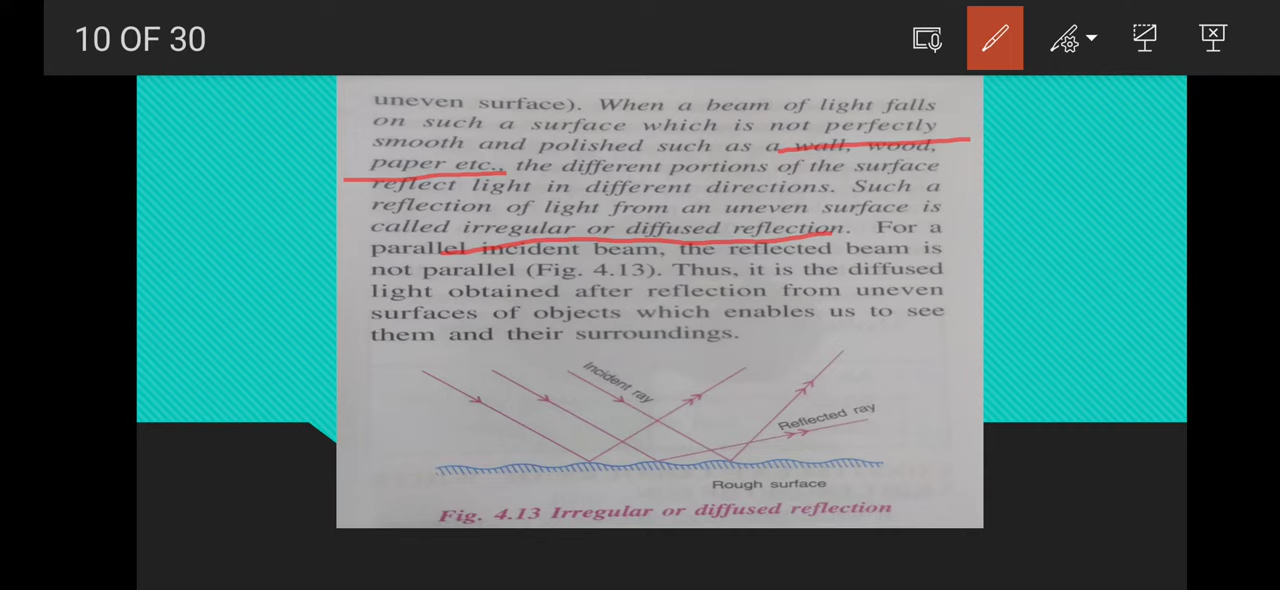 10 OF 30
uneven surface). When a beam of light falls
on such a surface which is not perfectly
smooth and polished such as a wall, wood,
paper etc., the different portions of the surface
reflect light in different directions. Such a
reflection of light from an uneven surface is
called irregular or diffused reflection. For a
parallel incident beam, the reflected beam is
not parallel (Fig. 4.13). Thus, it is the diffused
light obtained after reflection from uneven
surfaces of objects which enables us to see
them and their surroundings.
Incident ray
Reflected ray
Rough surface
Fig. 4.13 Irregular or diffused reflection